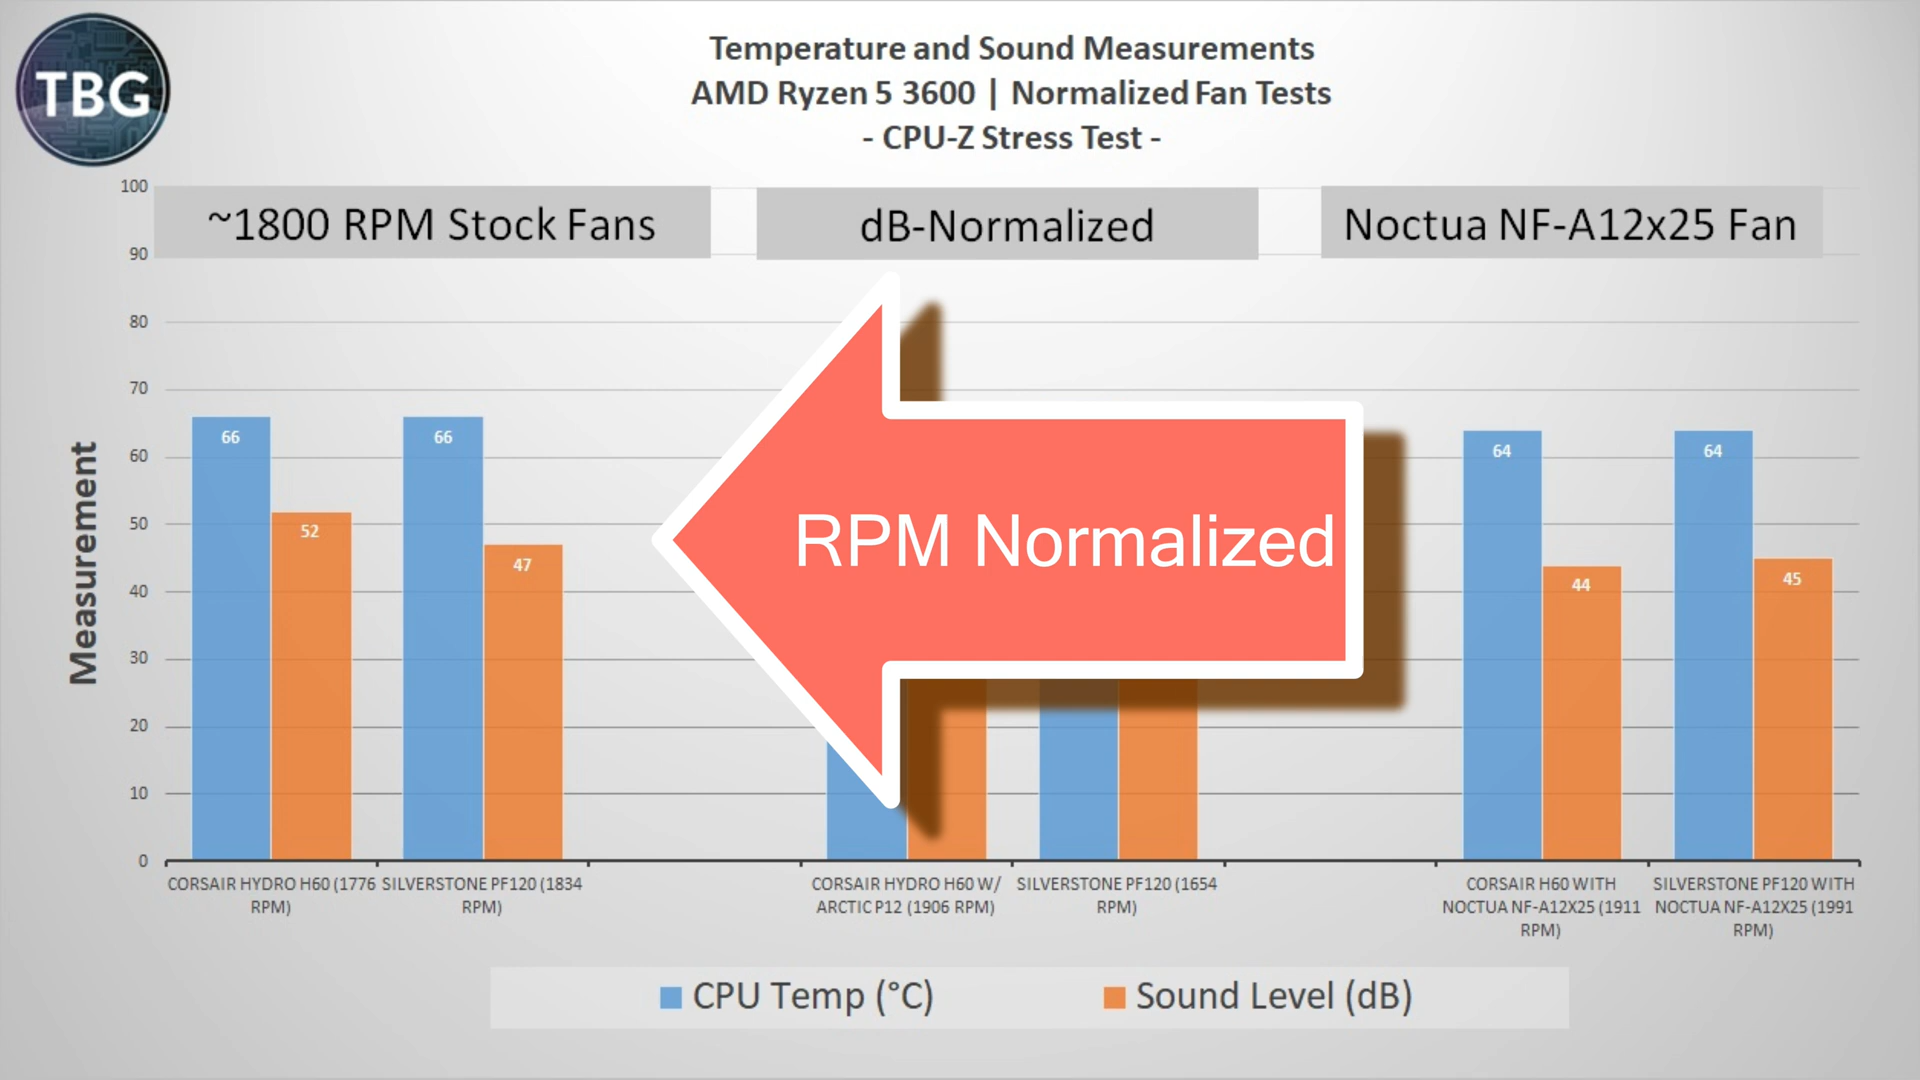 TBG
Temperature and Sound Measurements
AMD Ryzen 5 3600 | Normalized Fan Tests
- CPU-Z Stress Test -
~1800 RPM Stock Fans
dB-Normalized
Noctua NF-A12x25 Fan
Measurement
100
90
80
70
60
50
40
30
20
10
0
66
52
66
47
RPM Normalized
64
44
64
45
CORSAIR HYDRO H60 (1776
RPM)
SILVERSTONE PF120 (1834
RPM)
CORSAIR HYDRO H60 W/
ARCTIC P12 (1906 RPM)
SILVERSTONE PF120 (1654
RPM)
CORSAIR H60 WITH
NOCTUA NF-A12X25 (1911
RPM)
SILVERSTONE PF120 WITH
NOCTUA NF-A12X25 (1991
RPM)
CPU Temp (°C)
Sound Level (dB)